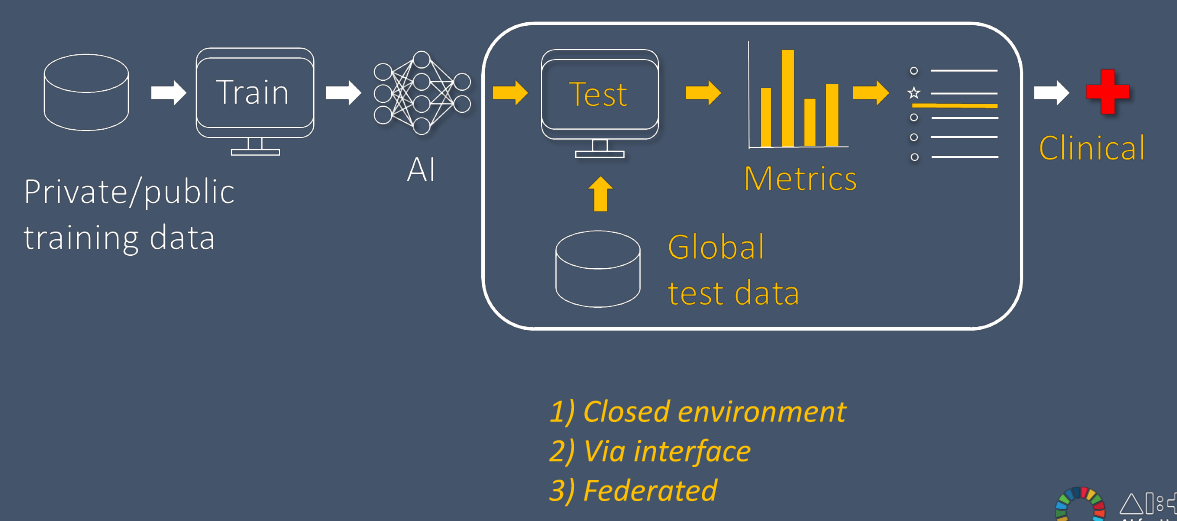 Train
Test
AI
Metrics
Clinical
Private/public
training data
Global
test data
1) Closed environment
2) Via interface
3) Federated